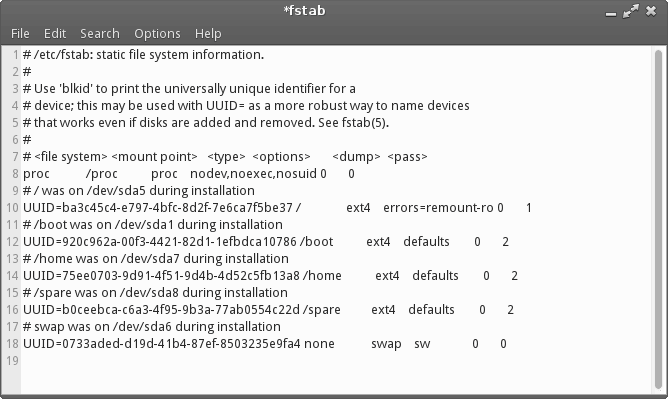 *fstab
File Edit Search Options Help
1 # /etc/fstab: static file system information.
2 #
3 # Use 'blkid' to print the universally unique identifier for a
4 # device; this may be used with UUID= as a more robust way to name devices
5 # that works even if disks are added and removed. See fstab(5).
6 #
7 # <file system> <mount point> <type> <options> <dump> <pass>
8 proc /proc proc nodev,noexec,nosuid 0 0
9 # / was on /dev/sda5 during installation
10 UUID=ba3c45c4-e797-4bfc-8d2f-7e6ca7f5be37 / ext4 errors=remount-ro 0 1
11 # /boot was on /dev/sda1 during installation
12 UUID=920c962a-00f3-4421-82d1-1efbdca10786 /boot ext4 defaults 0 2
13 # /home was on /dev/sda7 during installation
14 UUID=75ee0703-9d91-4f51-9d4b-4d52c5fb13a8 /home ext4 defaults 0 2
15 # /spare was on /dev/sda8 during installation
16 UUID=b0ceebca-c6a3-4f95-9b3a-77ab0554c22d /spare ext4 defaults 0 2
17 # swap was on /dev/sda6 during installation
18 UUID=0733aded-d19d-41b4-87ef-8503235e9fa4 none swap sw 0 0
19